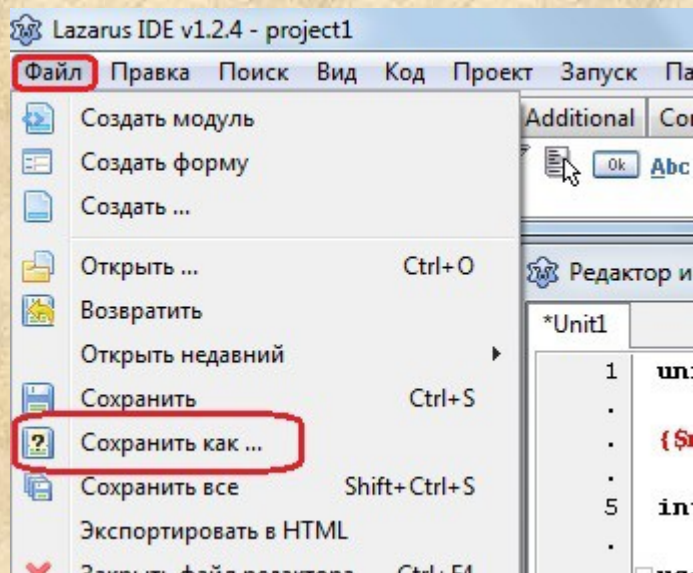 Lazarus IDE v1.2.4 - project1
Файл Правка Поиск Вид Код Проект Запуск
Создать модуль
Additional
Создать форму
Ok Abc
Создать ...
Открыть ... Ctrl+O
Редактор
Возвратить
*Unit1
Открыть недавний
1
Сохранить Ctrl+S
Сохранить как ...
Сохранить все Shift+Ctrl+S
5
Экспортировать в HTML